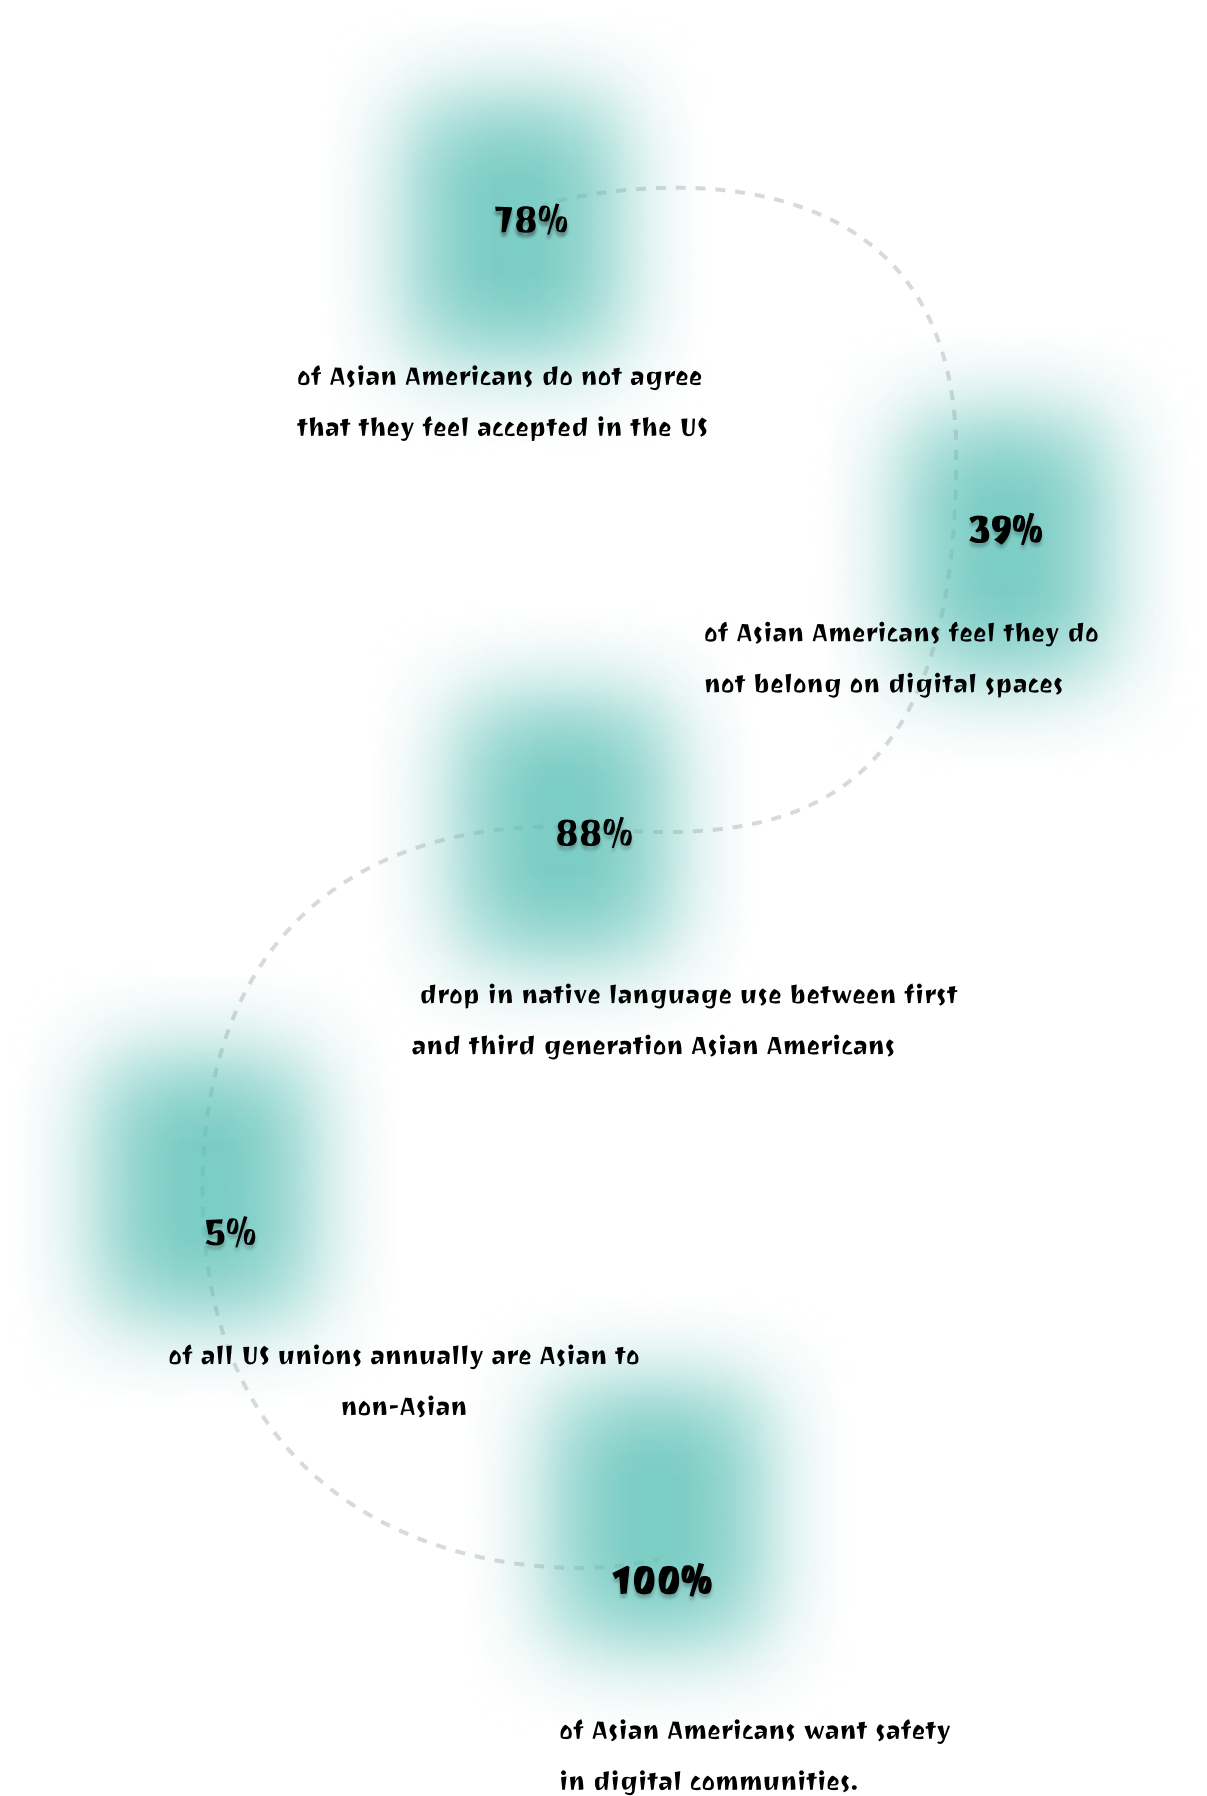 78%
of Asian Americans do not agree
that they feel accepted in the US
39%
of Asian Americans feel they do
not belong on digital spaces
88%
drop in native language use between first
and third generation Asian Americans
5%
of all US unions annually are Asian to
non-Asian
100%
of Asian Americans want safety
in digital communities.